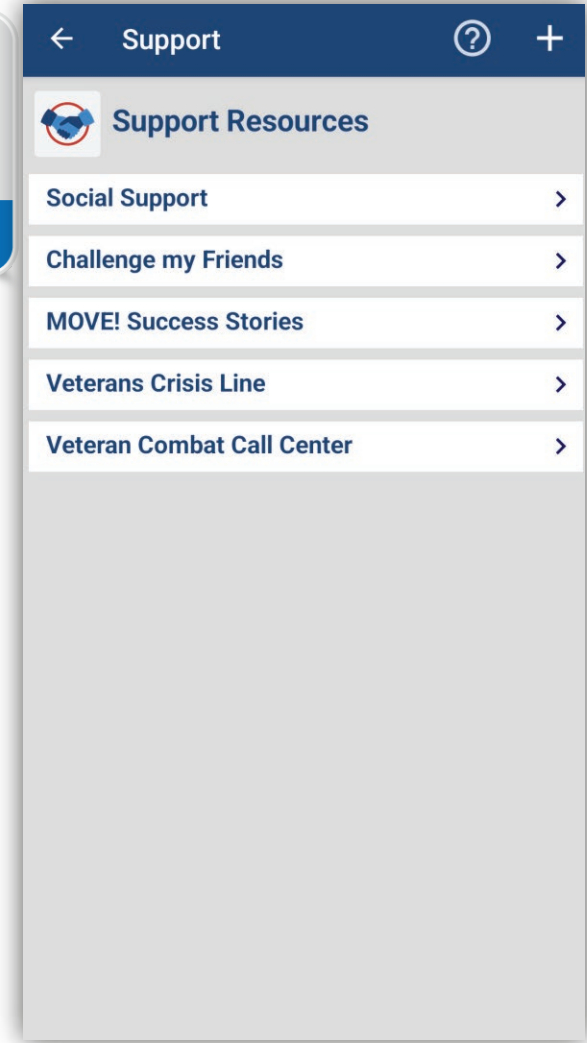 Support
Support Resources
Social Support
Challenge my Friends
MOVE! Success Stories
Veterans Crisis Line
Veteran Combat Call Center